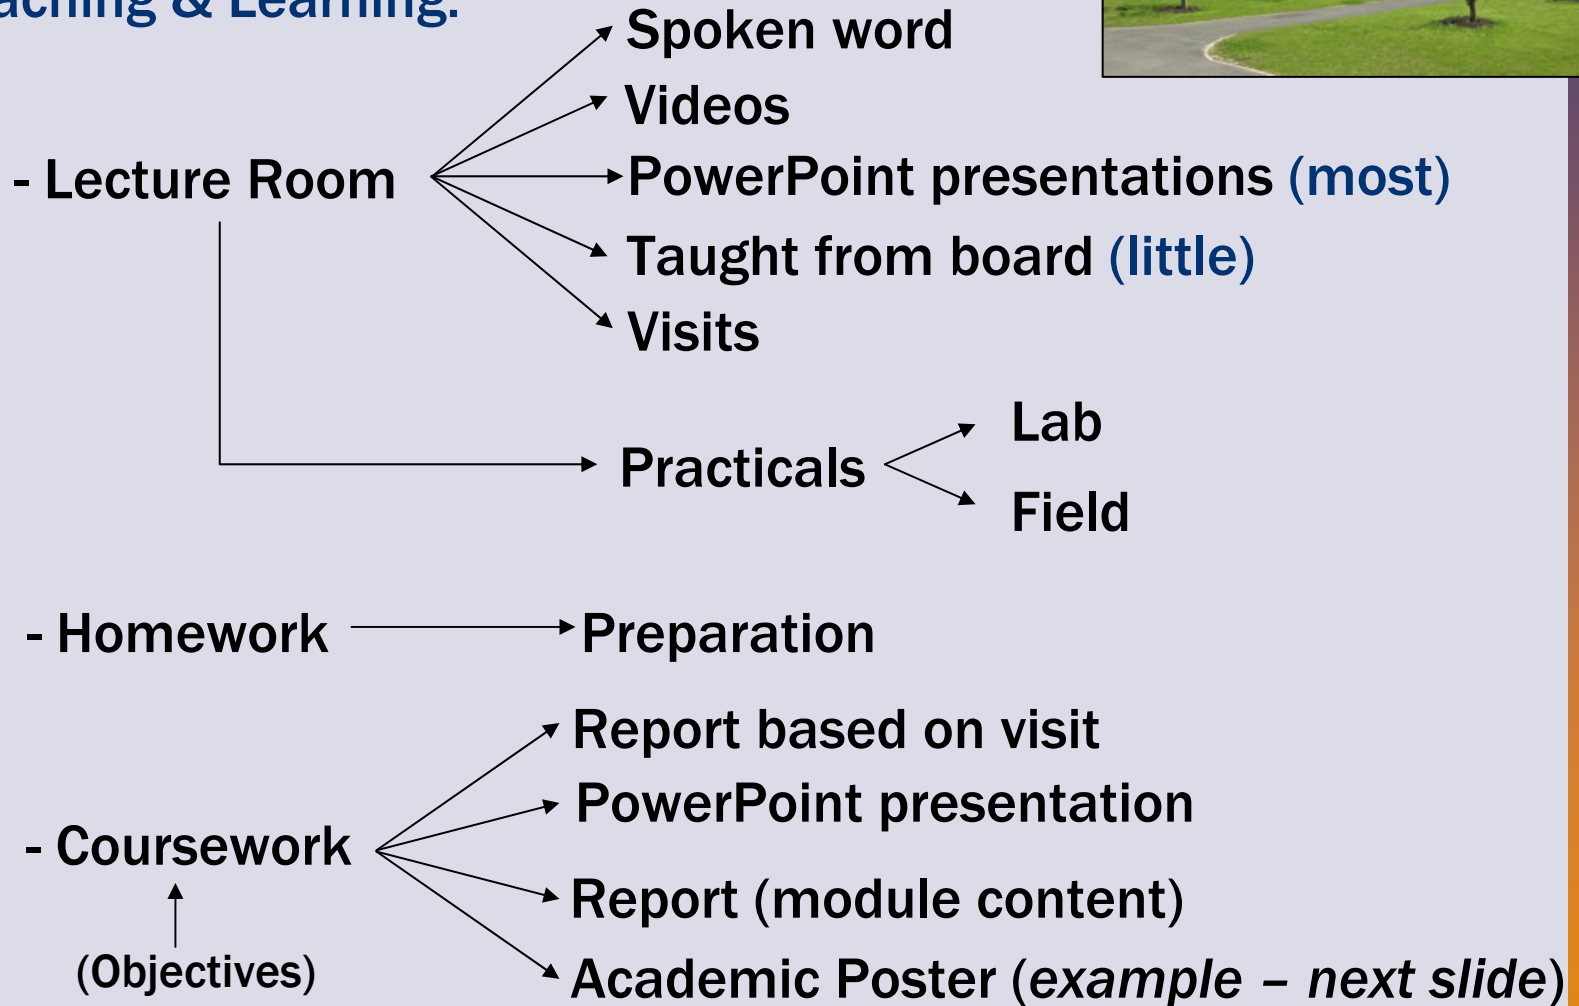 & Learning:
Spoken word
Videos
- Lecture Room
PowerPoint presentations (most)
Taught from board (little)
Visits
Lab
Practicals
Field
- Homework
Preparation
Report based on visit
PowerPoint presentation
- Coursework
Report (module content)
(Objectives)
Academic Poster (example – next slide)